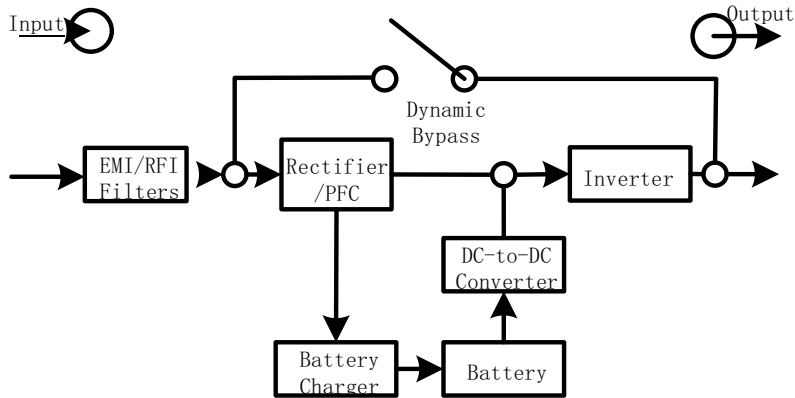 Input
Output
Dynamic
Bypass
EMI/RFI
Filters
Rectifier
/PFC
Inverter
DC-to-DC
Converter
Battery
Charger
Battery